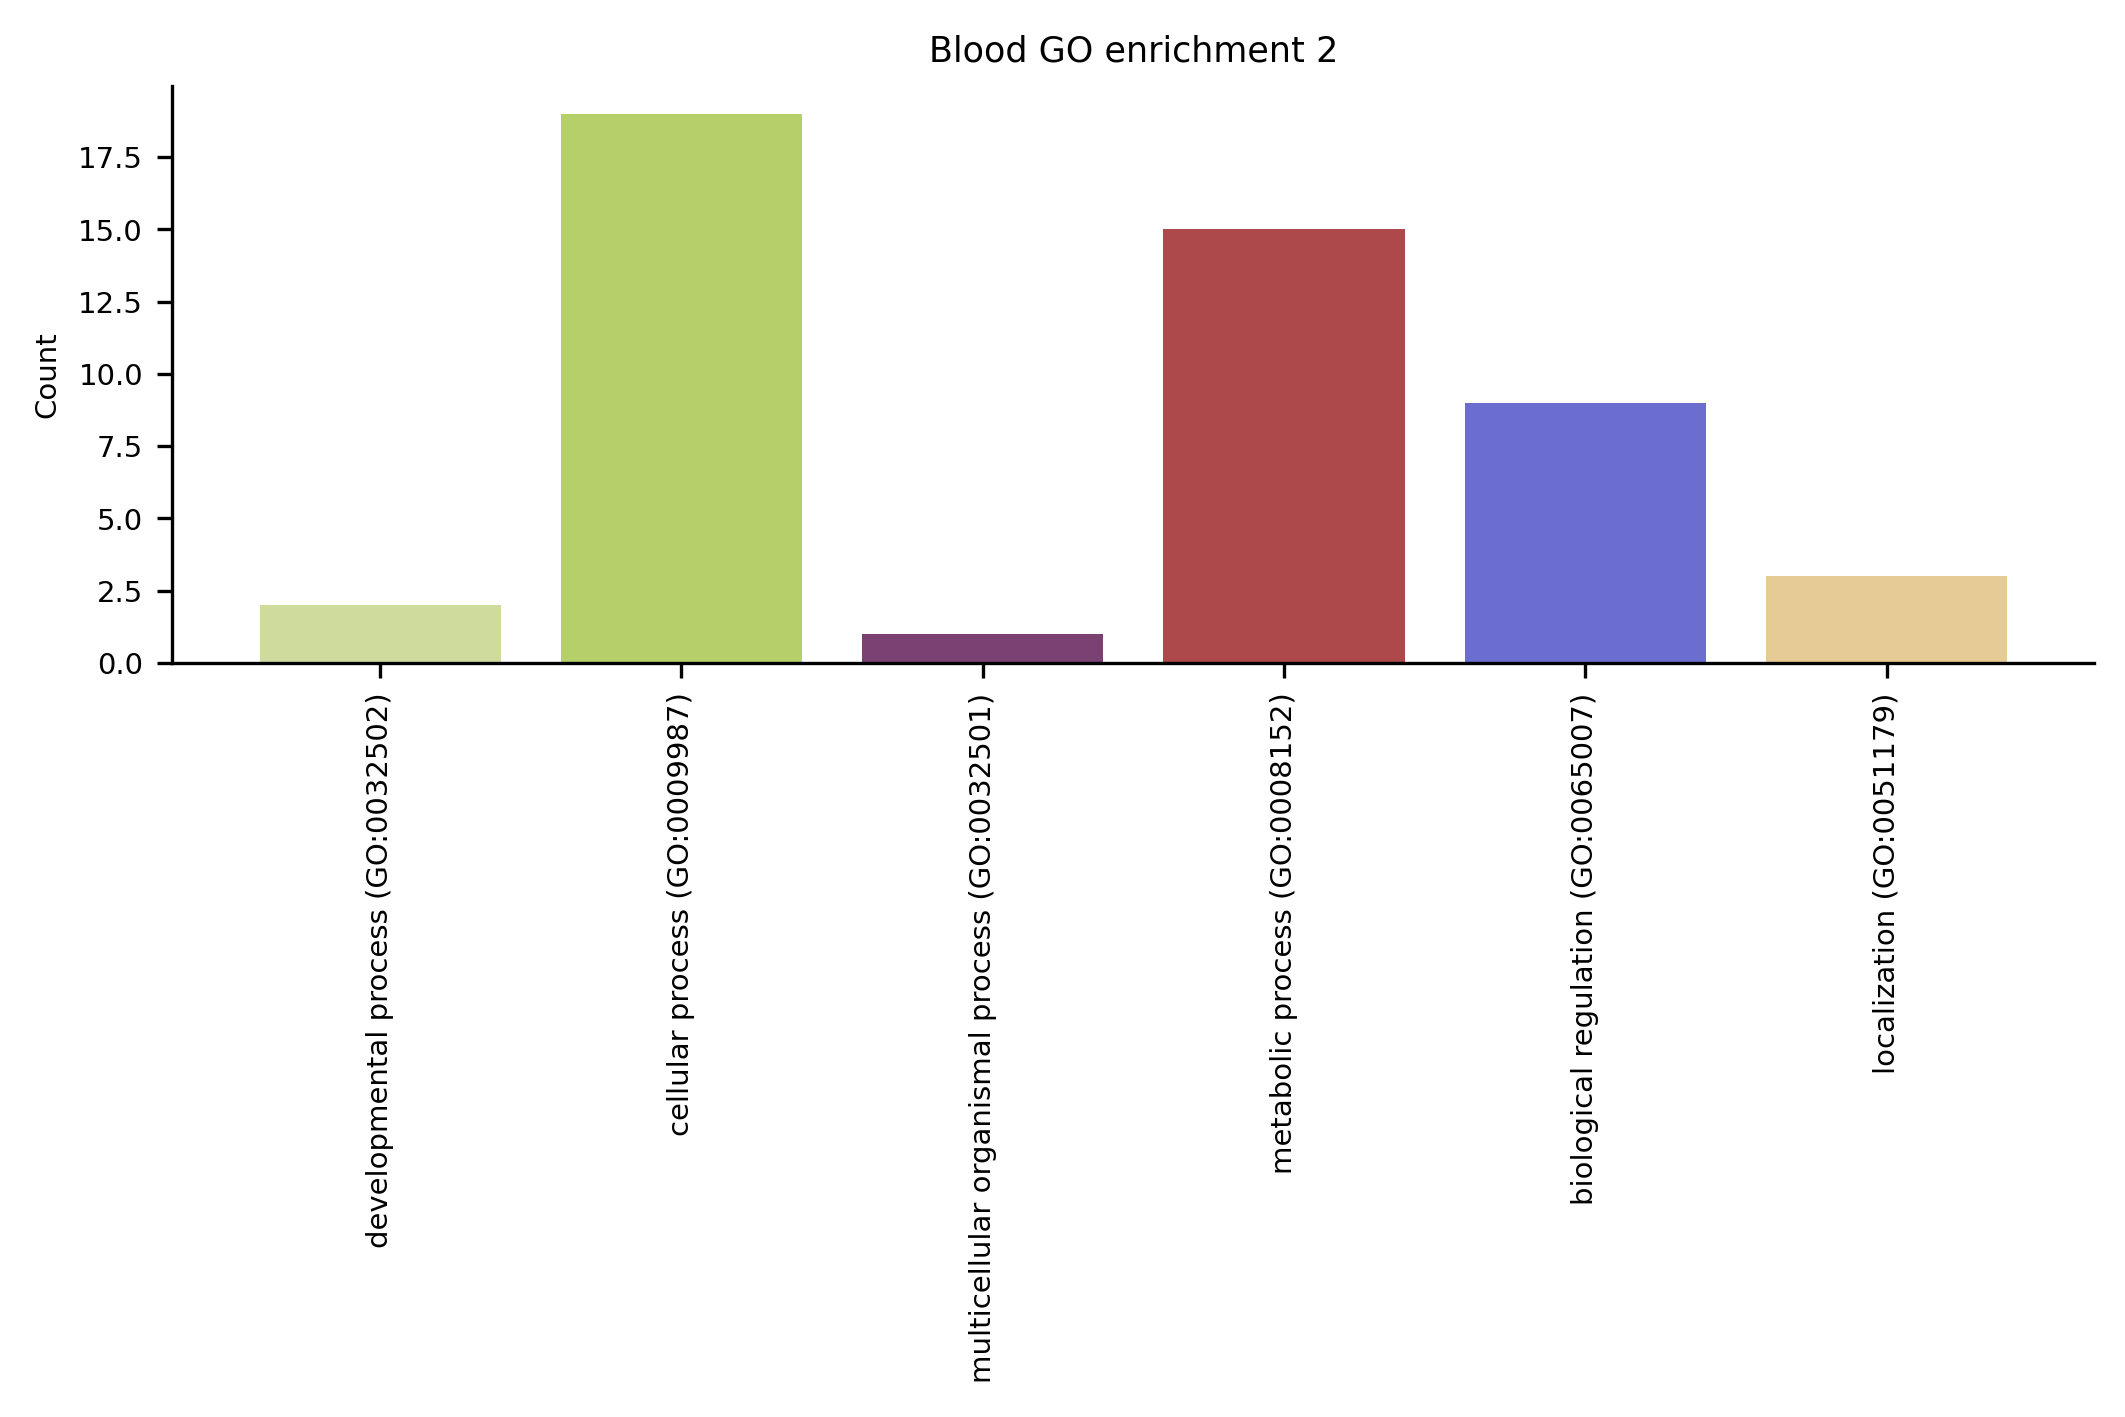 Blood GO enrichment 2
Count
17.5
15.0
12.5
10.0
7.5
5.0
2.5
0.0
developmental process (GO:0032502)
cellular process (GO:0009987)
multicellular organismal process (GO:0032501)
metabolic process (GO:0008152)
biological regulation (GO:0065007)
localization (GO:0051179)